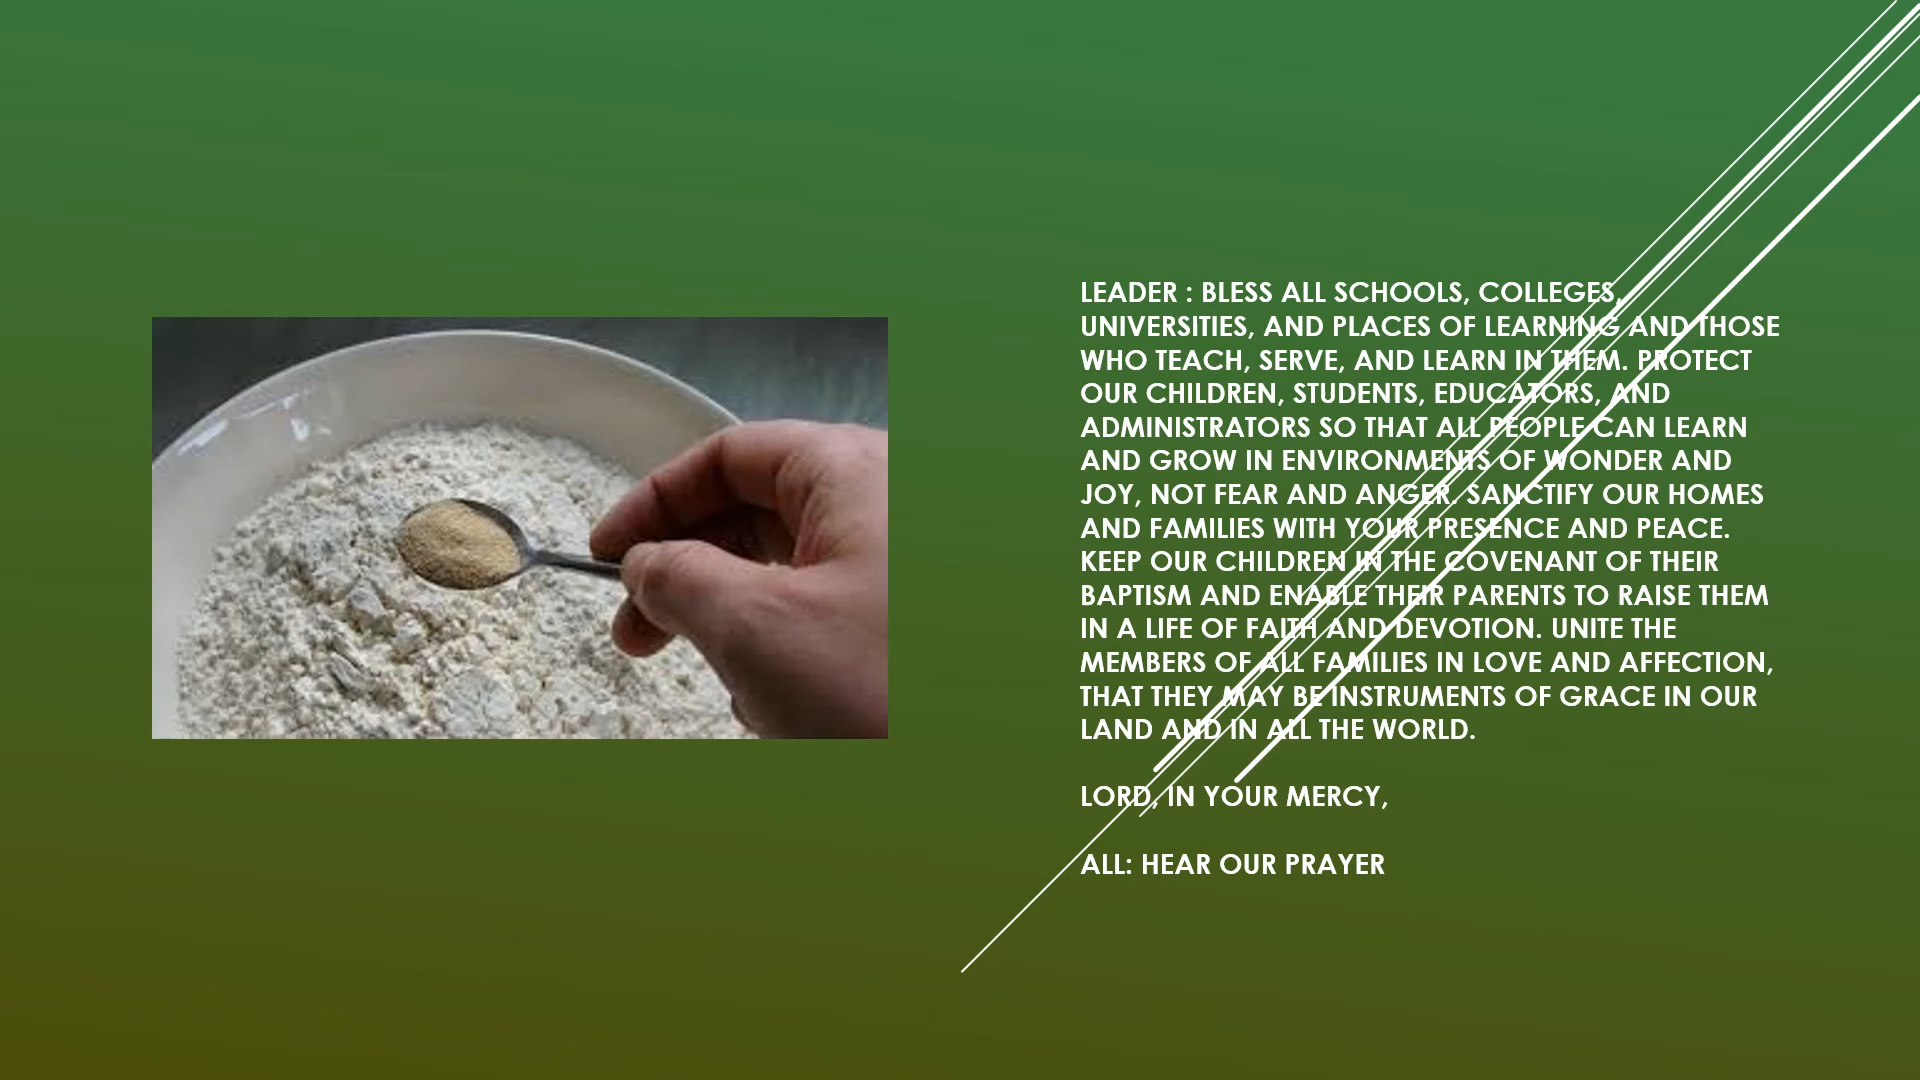 LEADER : BLESS ALL SCHOOLS, COLLEGES,
UNIVERSITIES, AND PLACES OF LEARNING AND THOSE
WHO TEACH, SERVE, AND LEARN IN THEM. PROTECT
OUR CHILDREN, STUDENTS, EDUCATORS, AND
ADMINISTRATORS SO THAT ALL PEOPLE CAN LEARN
AND GROW IN ENVIRONMENTS OF WONDER AND
JOY, NOT FEAR AND ANGER. SANCTIFY OUR HOMES
AND FAMILIES WITH YOUR PRESENCE AND PEACE.
KEEP OUR CHILDREN IN THE COVENANT OF THEIR
BAPTISM AND ENABLE THEIR PARENTS TO RAISE THEM
IN A LIFE OF FAITH AND DEVOTION. UNITE THE
MEMBERS OF ALL FAMILIES IN LOVE AND AFFECTION,
THAT THEY MAY BE INSTRUMENTS OF GRACE IN OUR
LAND AND IN ALL THE WORLD.
LORD, IN YOUR MERCY,
ALL: HEAR OUR PRAYER